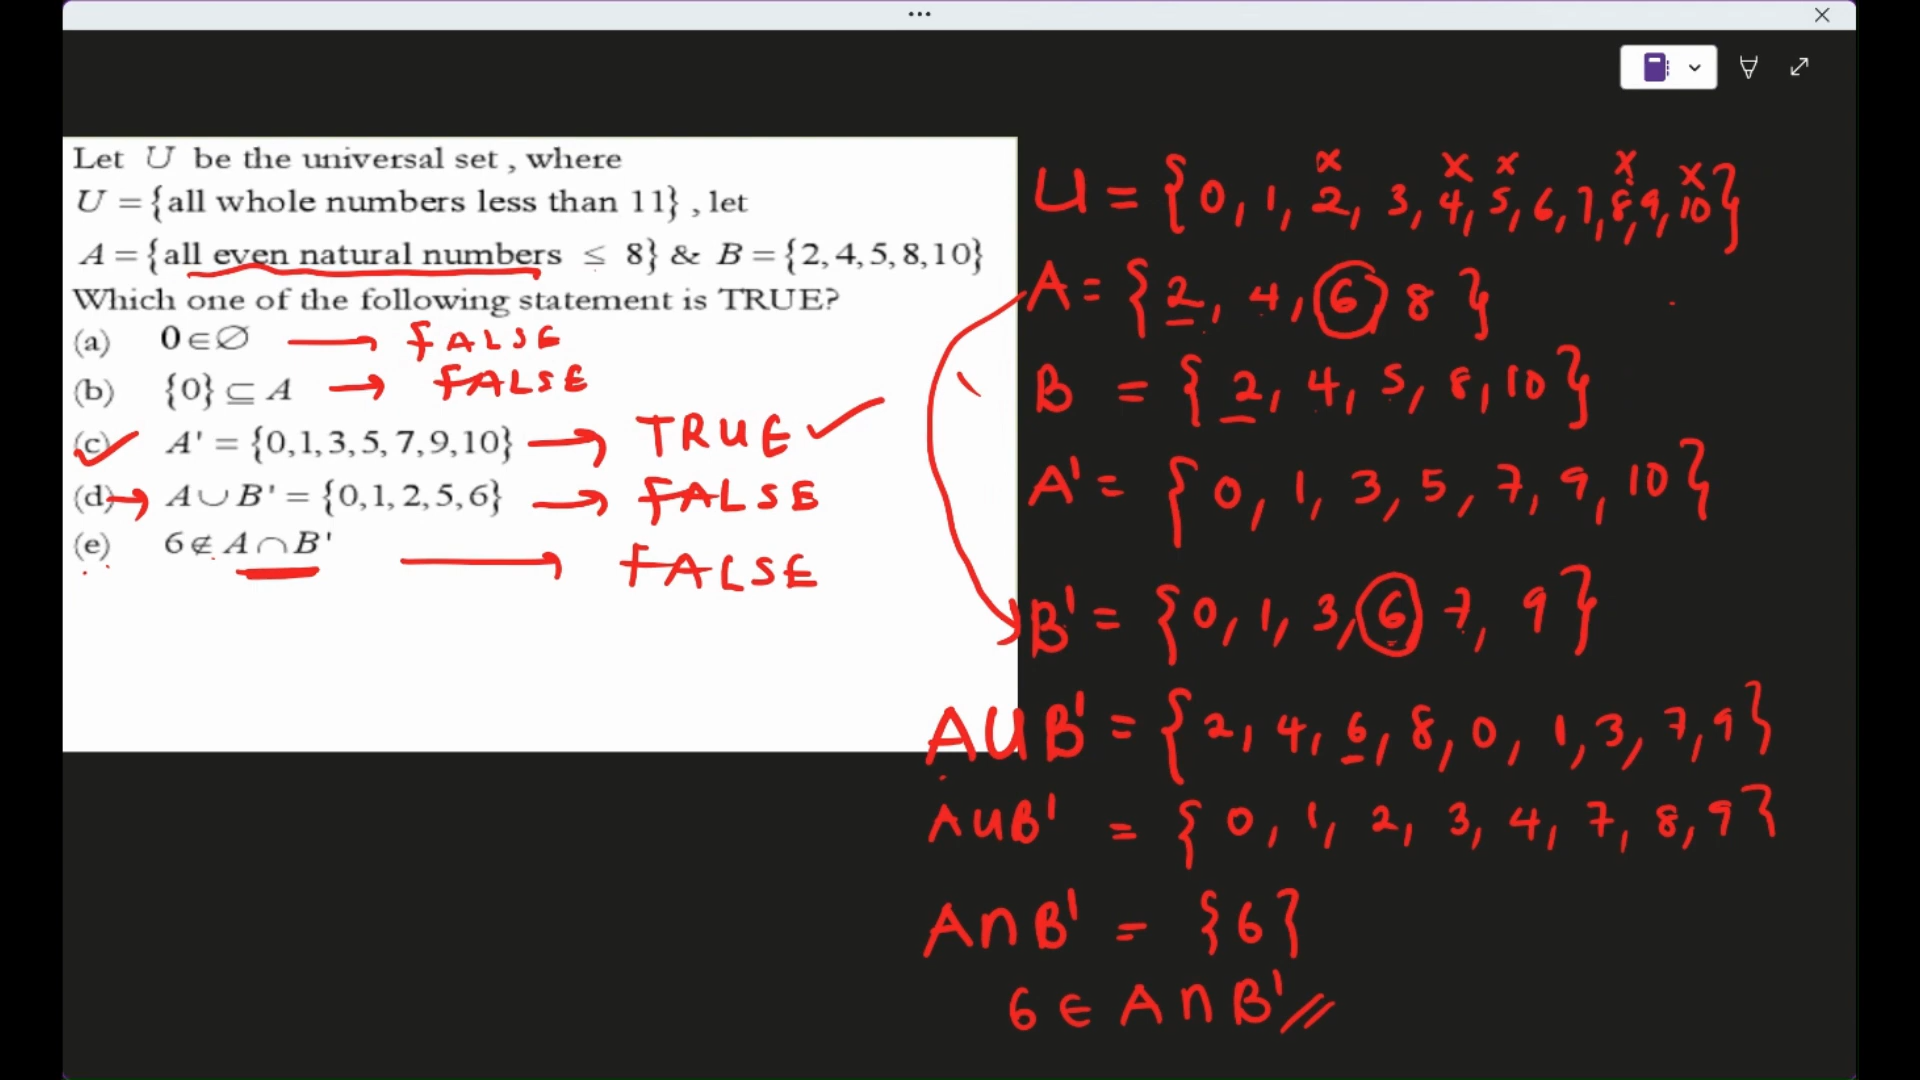 Let U be the universal set , where
U = {all whole numbers less than 11} , let
A = {all even natural numbers ≤ 8} & B = {2, 4, 5, 8, 10}
Which one of the following statement is TRUE?
(a) 0 ∈ ∅ → FALSE
(b) {0} ⊆ A → FALSE
(c) A' = {0, 1, 3, 5, 7, 9, 10} → TRUE ✓
(d) → A ∪ B' = {0, 1, 2, 5, 6} → FALSE
(e) 6 ∉ A ∩ B' → FALSE
x x x x x
U = {0, 1, 2, 3, 4, 5, 6, 7, 8, 9, 10}
A = {2, 4, 6 8}
B = {2, 4, 5, 8, 10}
A' = {0, 1, 3, 5, 7, 9, 10}
B' = {0, 1, 3, 6 7, 9}
A∪B' = {2, 4, 6, 8, 0, 1, 3, 7, 9}
A∪B' = {0, 1, 2, 3, 4, 7, 8, 9}
A∩B' = {6}
6 ∈ A∩B' //